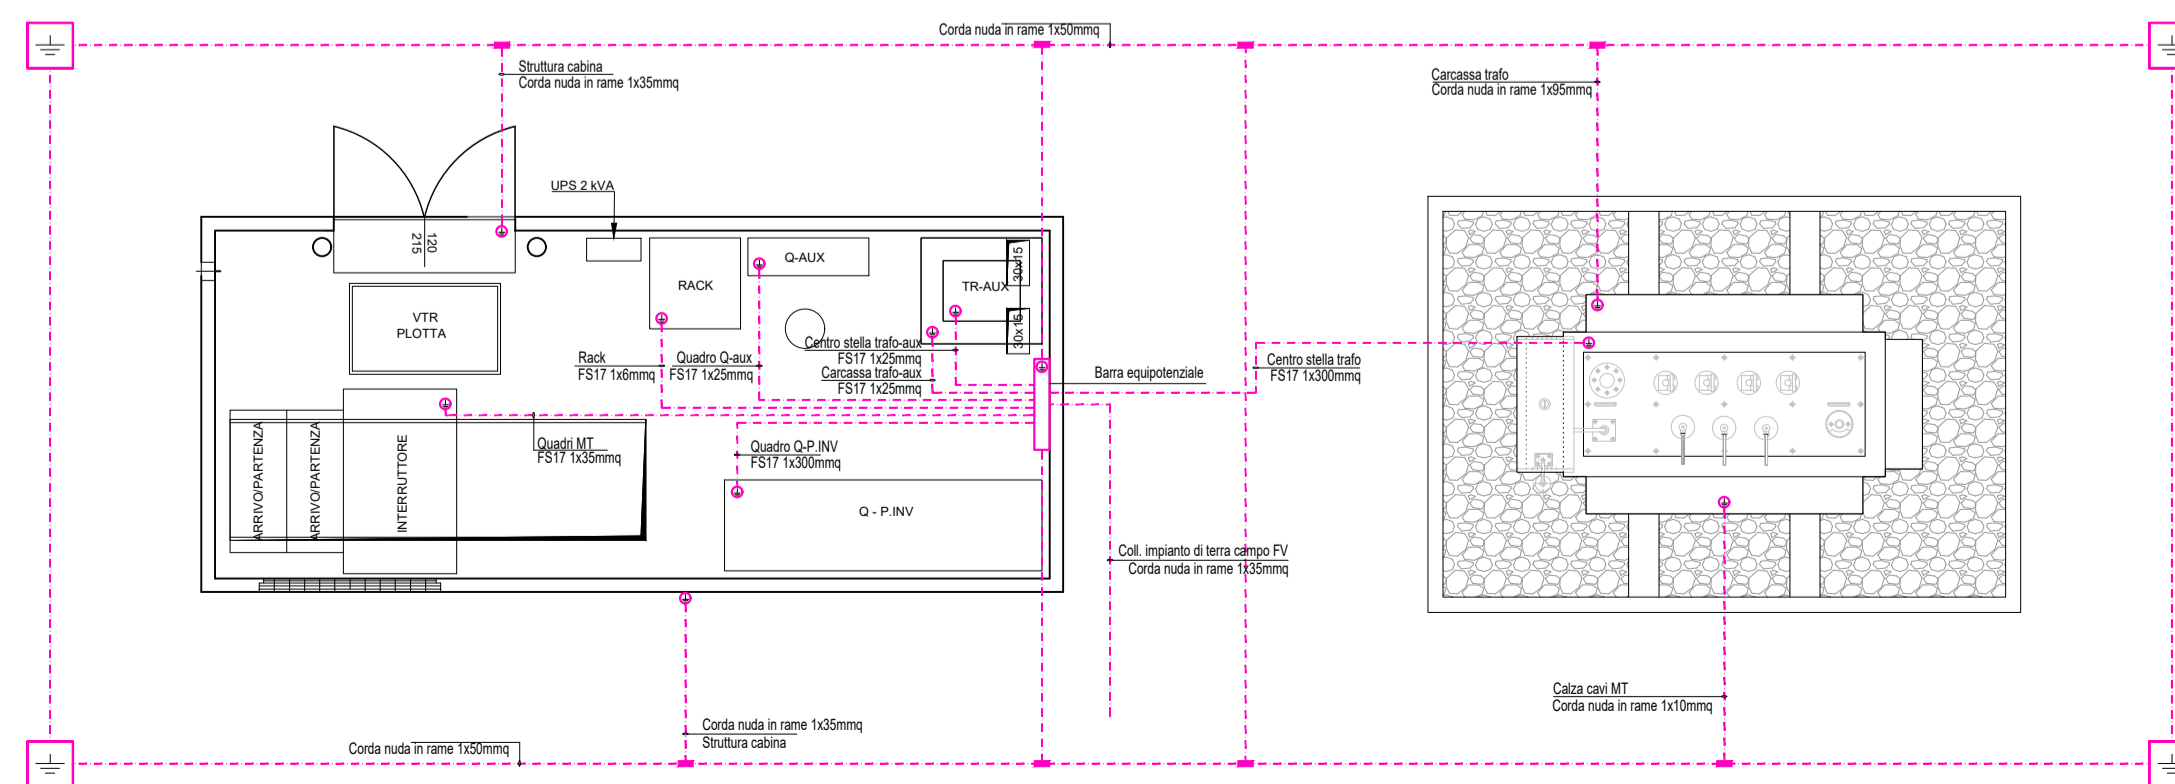 Corda nuda in rame 1x50mmq
Struttura cabina
Corda nuda in rame 1x35mmq
Carcassa trafo
Corda nuda in rame 1x95mmq
UPS 2 kVA
120
215
Q-AUX
RACK
TR-AUX
30x15
30x15
VTR
PLOTTA
Centro stella trafo-aux
FS17 1x25mmq
Carcassa trafo-aux
FS17 1x25mmq
Rack
FS17 1x6mmq
Quadro Q-aux
FS17 1x25mmq
Barra equipotenziale
Centro stella trafo
FS17 1x300mmq
ARRIVO/PARTENZA
ARRIVO/PARTENZA
INTERRUTTORE
Quadri MT
FS17 1x35mmq
Quadro Q-P.INV
FS17 1x300mmq
Q - P.INV
Coll. impianto di terra campo FV
Corda nuda in rame 1x35mmq
Calza cavi MT
Corda nuda in rame 1x10mmq
Corda nuda in rame 1x35mmq
Struttura cabina
Corda nuda in rame 1x50mmq